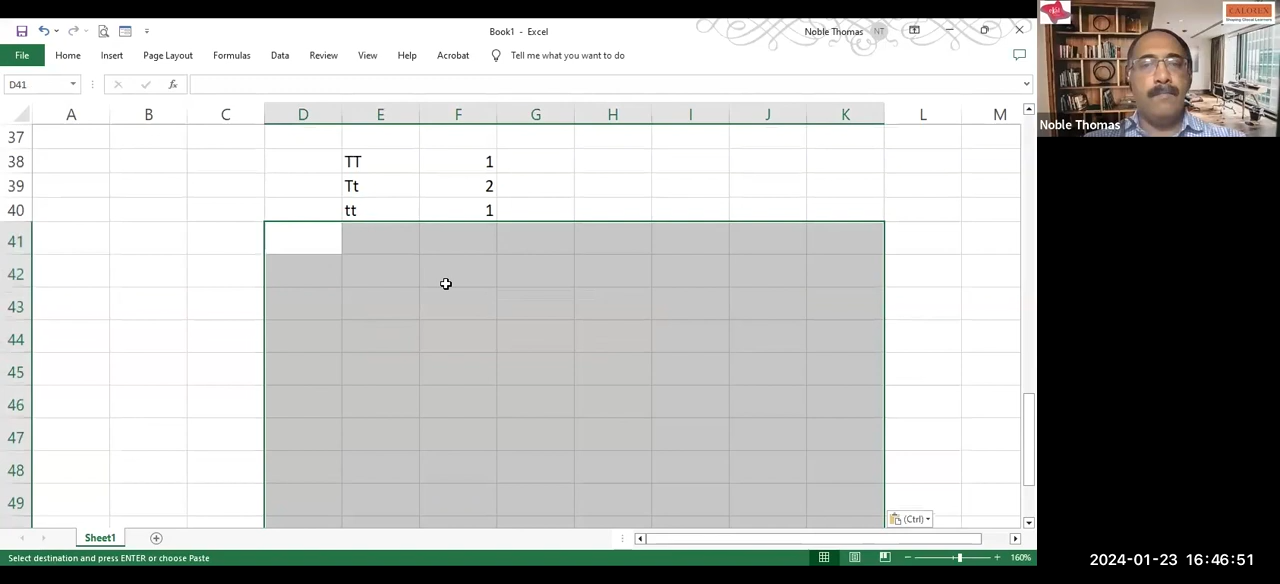 Book1 - Excel
Noble Thomas
NT
File
Home
Insert
Page Layout
Formulas
Data
Review
View
Help
Acrobat
Tell me what you want to do
D41
fx
A B C D E F G H I J K L M
37
38 TT 1
39 Tt 2
40 tt 1
41
42
43
44
45
46
47
48
49
(Ctrl)
Sheet1
Select destination and press ENTER or choose Paste
160%
CALOREX
Noble Thomas
2024-01-23 16:46:51